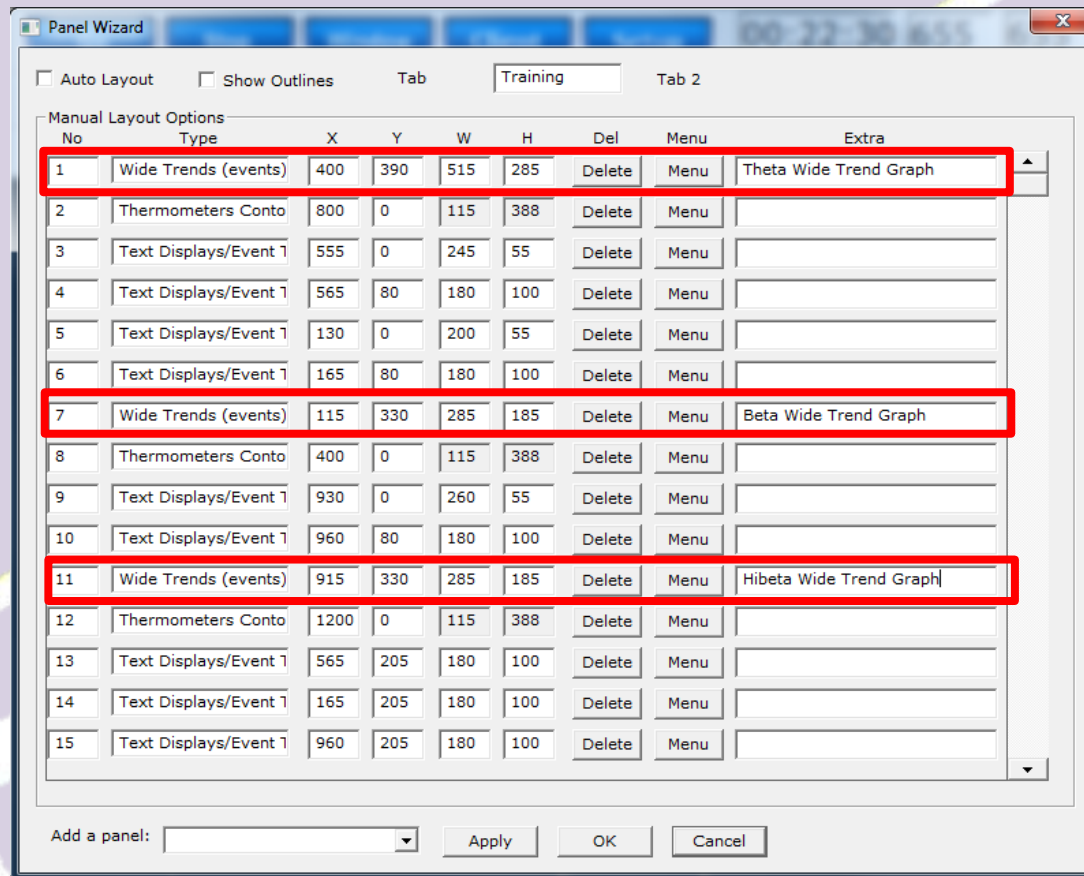 Panel Wizard
00:22:30 655
Auto Layout Show Outlines Tab Training Tab 2
Manual Layout Options
No Type X Y W H Del Menu Extra
1 Wide Trends (events) 400 390 515 285 Delete Menu Theta Wide Trend Graph
2 Thermometers Conto 800 0 115 388 Delete Menu
3 Text Displays/Event T 555 0 245 55 Delete Menu
4 Text Displays/Event T 565 80 180 100 Delete Menu
5 Text Displays/Event T 130 0 200 55 Delete Menu
6 Text Displays/Event T 165 80 180 100 Delete Menu
7 Wide Trends (events) 115 330 285 185 Delete Menu Beta Wide Trend Graph
8 Thermometers Conto 400 0 115 388 Delete Menu
9 Text Displays/Event T 930 0 260 55 Delete Menu
10 Text Displays/Event T 960 80 180 100 Delete Menu
11 Wide Trends (events) 915 330 285 185 Delete Menu Hibeta Wide Trend Graph
12 Thermometers Conto 1200 0 115 388 Delete Menu
13 Text Displays/Event T 565 205 180 100 Delete Menu
14 Text Displays/Event T 165 205 180 100 Delete Menu
15 Text Displays/Event T 960 205 180 100 Delete Menu
Add a panel: Apply OK Cancel